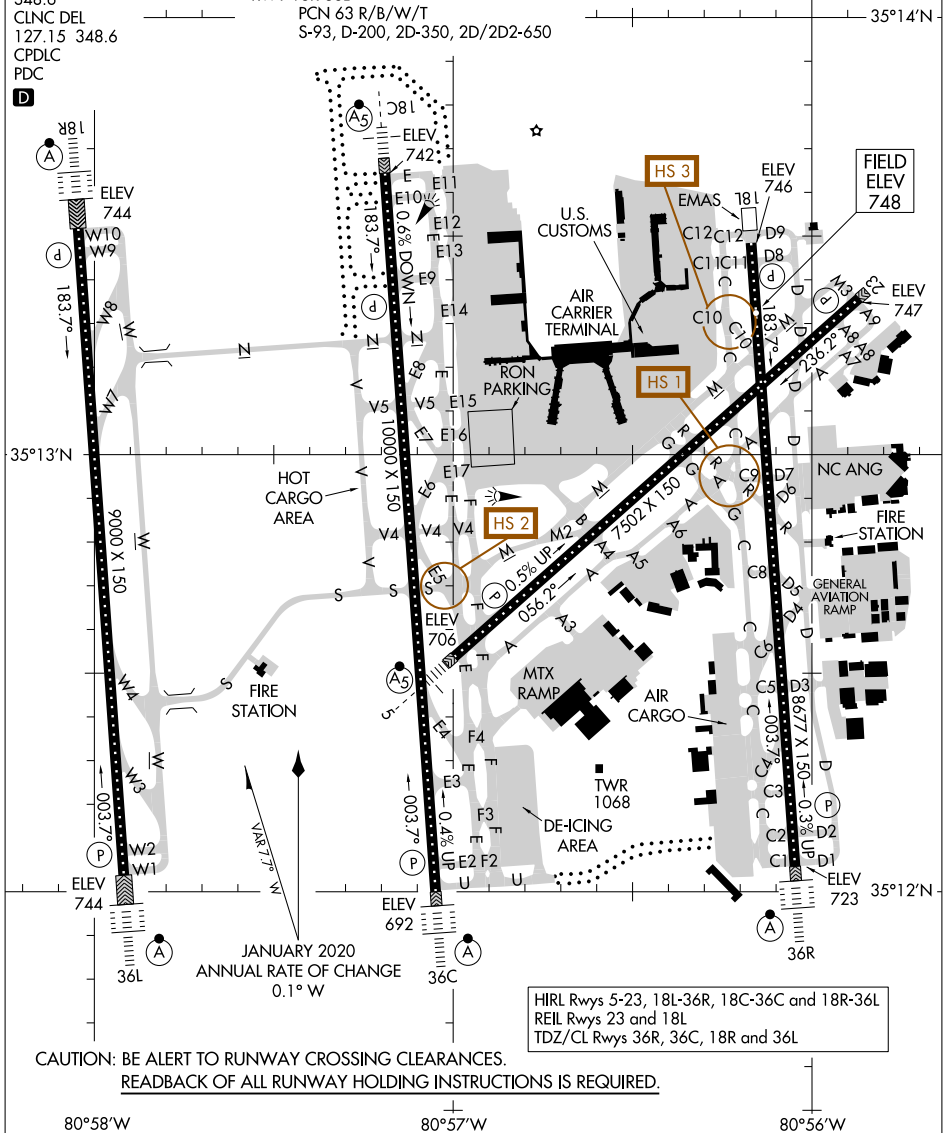 CLNC DEL
127.15 348.6
CPDLC
PDC
D
PCN 63 R/B/W/T
S-93, D-200, 2D-350, 2D/2D2-650
35°14'N
18R
A
ELEV
744
W10
W9
P
183.7°
W8
W
W7
A5
18C
ELEV
742
E
E10
E11
E12
E
E13
0.6% DOWN
183.7°
E9
P
E14
N
N
E8
E
V
V5
V5
E15
E7
E16
10000 X 150
V
E17
E6
E
F
V4
V4
V4
F
HS 3
U.S.
CUSTOMS
AIR
CARRIER
TERMINAL
RON
PARKING
EMAS
18L
ELEV
746
FIELD
ELEV
748
C12
C12
D9
C11
C11
D8
C
P
D
C10
C10
C
183.7°
M
D
M3
P
23
ELEV
747
A9
A8
A8
A7
236.2°
D
A
HS 1
M
R
G
G
C
A
R
A
C9
R
D
D7
D6
R
NC ANG
FIRE
STATION
GENERAL
AVIATION
RAMP
35°13'N
9000 X 150
HOT
CARGO
AREA
W
HS 2
M
M2
B
M
7502 X 150
A
A6
G
C
A5
A4
A
0.5% UP
056.2°
P
E5
S
S
F
A3
A
C8
D5
D4
D
C
C6
ELEV
706
F
E
A5
5
MTX
RAMP
AIR
CARGO
C5
D3
C
8677 X 150
003.7°
S
FIRE
STATION
W4
W
W3
E4
F4
E
F
E3
F3
F
E
TWR
1068
DE-ICING
AREA
C4
D
C3
C
P
C2
D2
0.3% UP
C1
D1
ELEV
723
003.7°
P
W2
W1
ELEV
744
VAR 7.7° W
003.7°
0.4% UP
P
E2
F2
U
U
ELEV
692
35°12'N
36L
A
JANUARY 2020
ANNUAL RATE OF CHANGE
0.1° W
36C
A
A
36R
HIRL Rwys 5-23, 18L-36R, 18C-36C and 18R-36L
REIL Rwys 23 and 18L
TDZ/CL Rwys 36R, 36C, 18R and 36L
CAUTION: BE ALERT TO RUNWAY CROSSING CLEARANCES.
READBACK OF ALL RUNWAY HOLDING INSTRUCTIONS IS REQUIRED.
80°58'W
80°57'W
80°56'W